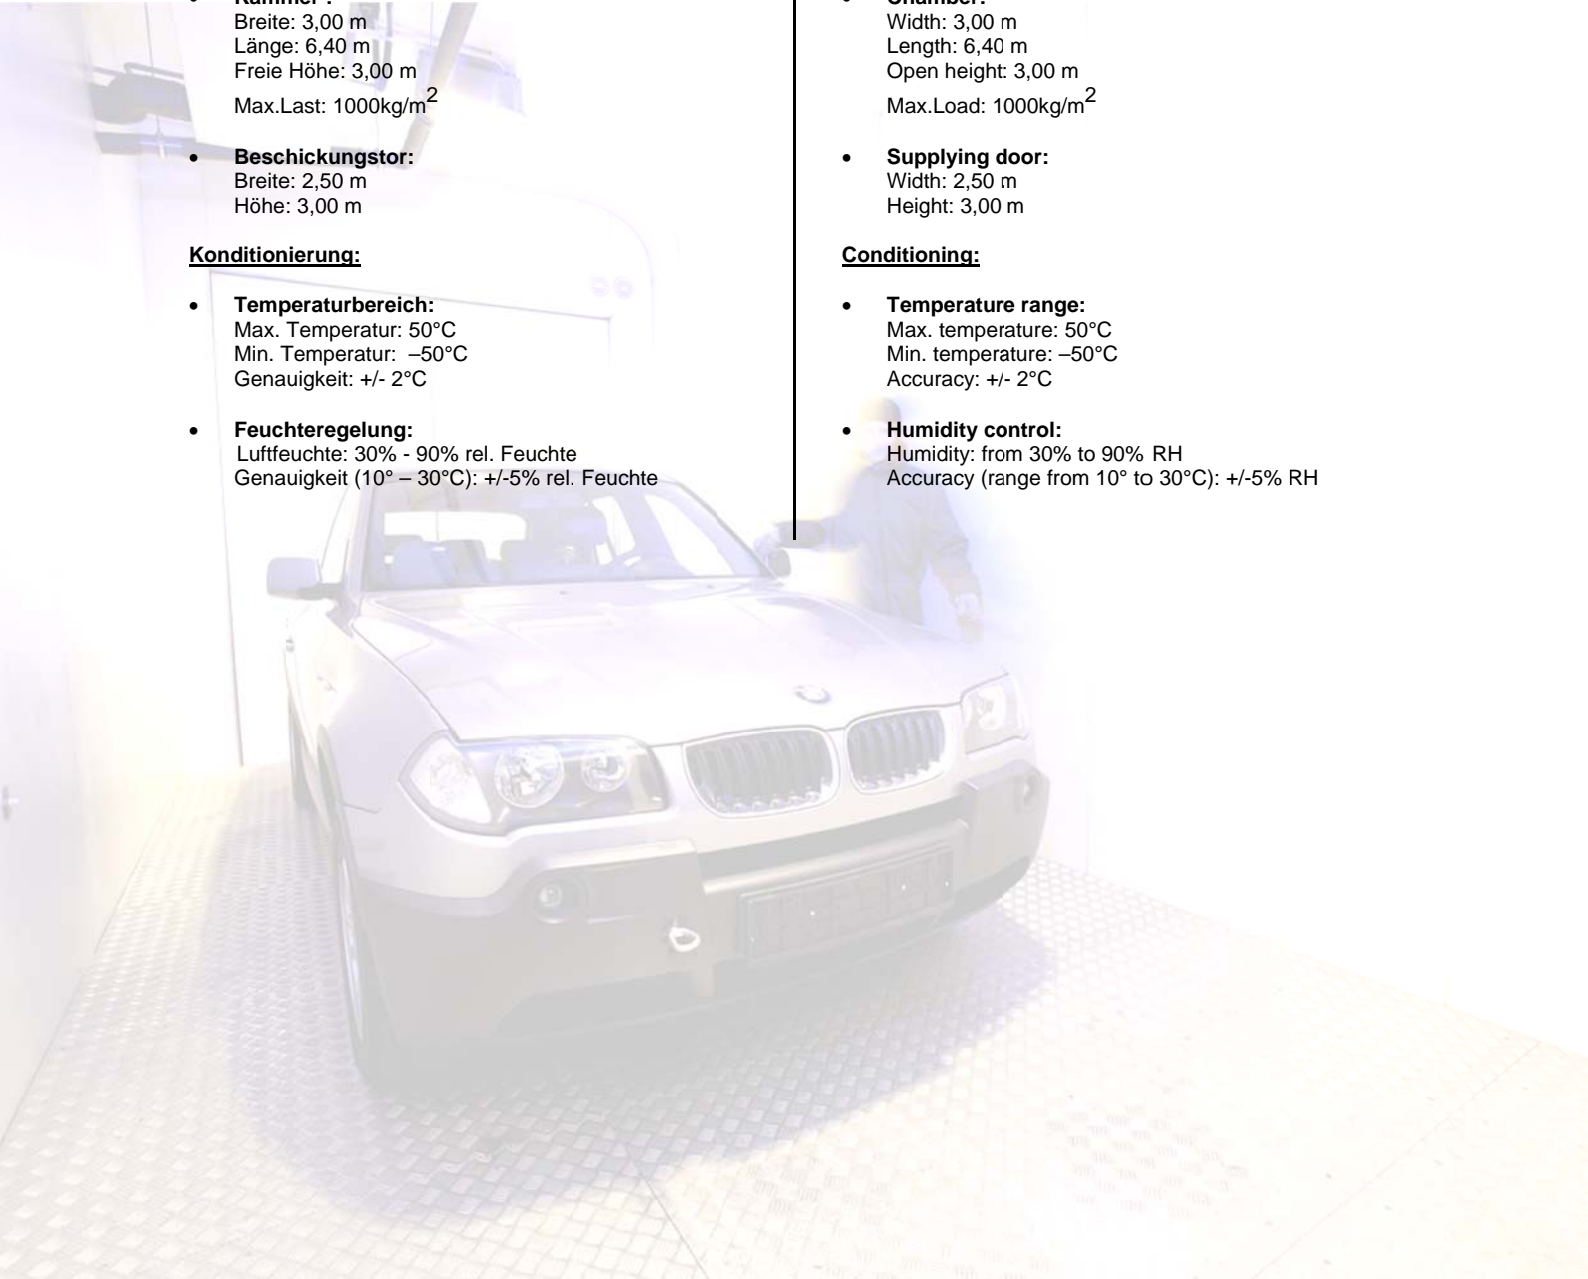 Kammer :
Breite: 3,00 m
Länge: 6,40 m
Freie Höhe: 3,00 m
Max.Last: 1000kg/m2
• Beschickungstor:
Breite: 2,50 m
Höhe: 3,00 m
Konditionierung:
• Temperaturbereich:
Max. Temperatur: 50°C
Min. Temperatur: –50°C
Genauigkeit: +/- 2°C
• Feuchteregelung:
Luftfeuchte: 30% - 90% rel. Feuchte
Genauigkeit (10° – 30°C): +/-5% rel. Feuchte
Chamber:
Width: 3,00 m
Length: 6,40 m
Open height: 3,00 m
Max.Load: 1000kg/m2
• Supplying door:
Width: 2,50 m
Height: 3,00 m
Conditioning:
• Temperature range:
Max. temperature: 50°C
Min. temperature: –50°C
Accuracy: +/- 2°C
• Humidity control:
Humidity: from 30% to 90% RH
Accuracy (range from 10° to 30°C): +/-5% RH